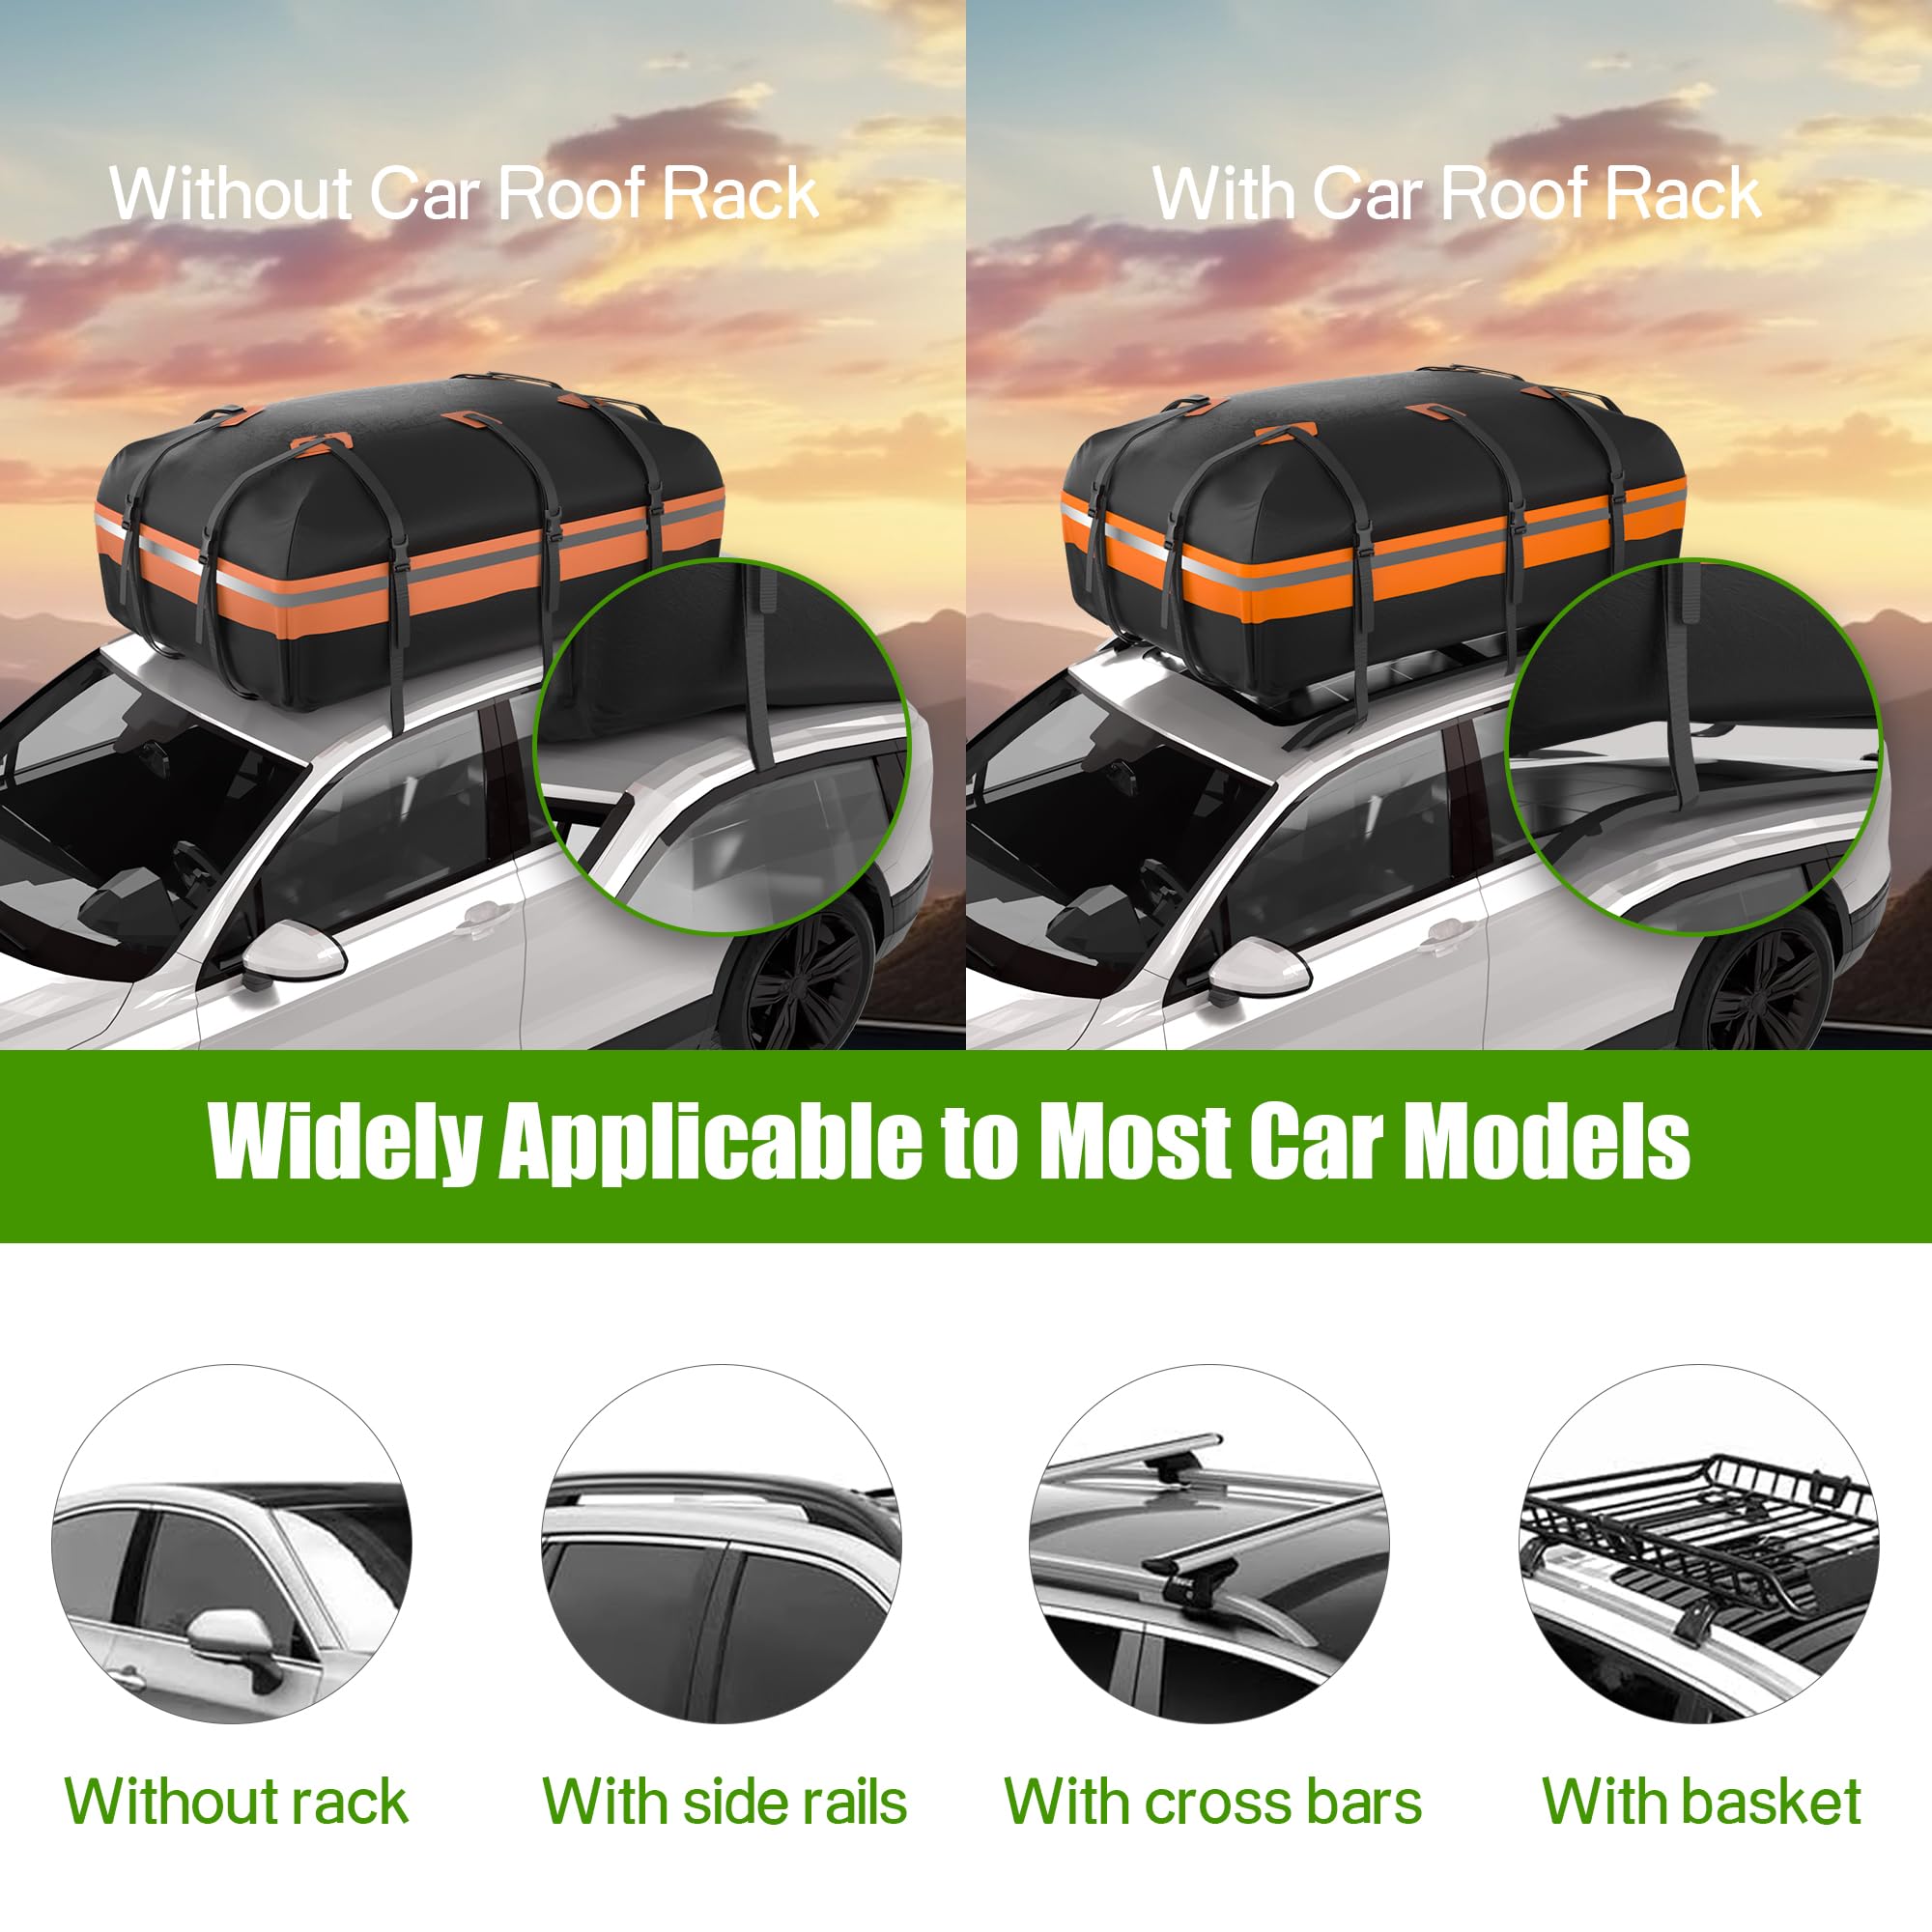 Without Car Roof Rack
With Car Roof Rack
Widely Applicable to Most Car Models
Without rack
With side rails
With cross bars
With basket